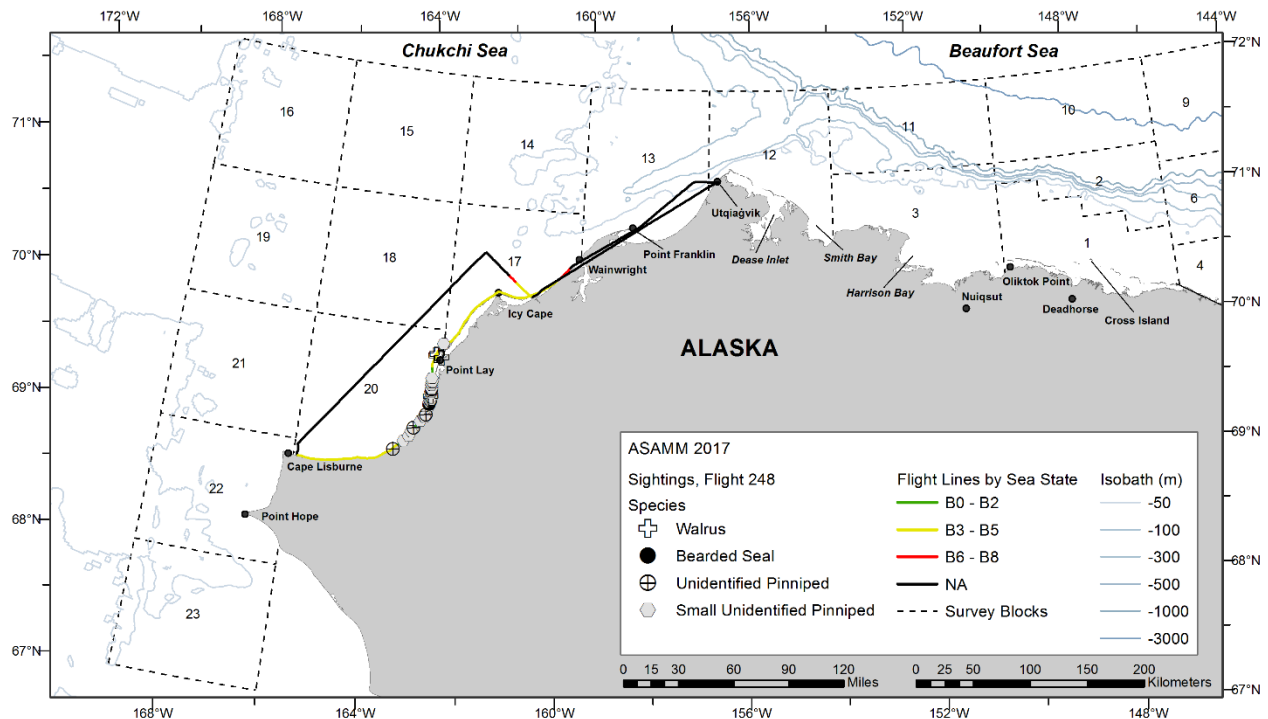 172°W 168°W 164°W 160°W 156°W 152°W 148°W 144°W
Chukchi Sea Beaufort Sea
72°N
71°N
70°N
69°N
68°N
67°N
72°N
71°N
70°N
69°N
68°N
67°N
16
15
14
13
12
11
10
9
2
6
3
1
4
19
18
17
21
20
22
23
Utqiaġvik
Point Franklin
Wainwright
Dease Inlet
Smith Bay
Harrison Bay
Oliktok Point
Nuiqsut
Deadhorse
Cross Island
Icy Cape
Point Lay
ALASKA
Cape Lisburne
Point Hope
ASAMM 2017
Sightings, Flight 248
Species
Walrus
Bearded Seal
Unidentified Pinniped
Small Unidentified Pinniped
Flight Lines by Sea State
B0 - B2
B3 - B5
B6 - B8
NA
Survey Blocks
Isobath (m)
-50
-100
-300
-500
-1000
-3000
0 15 30 60 90 120
Miles
0 25 50 100 150 200
Kilometers
168°W 164°W 160°W 156°W 152°W 148°W